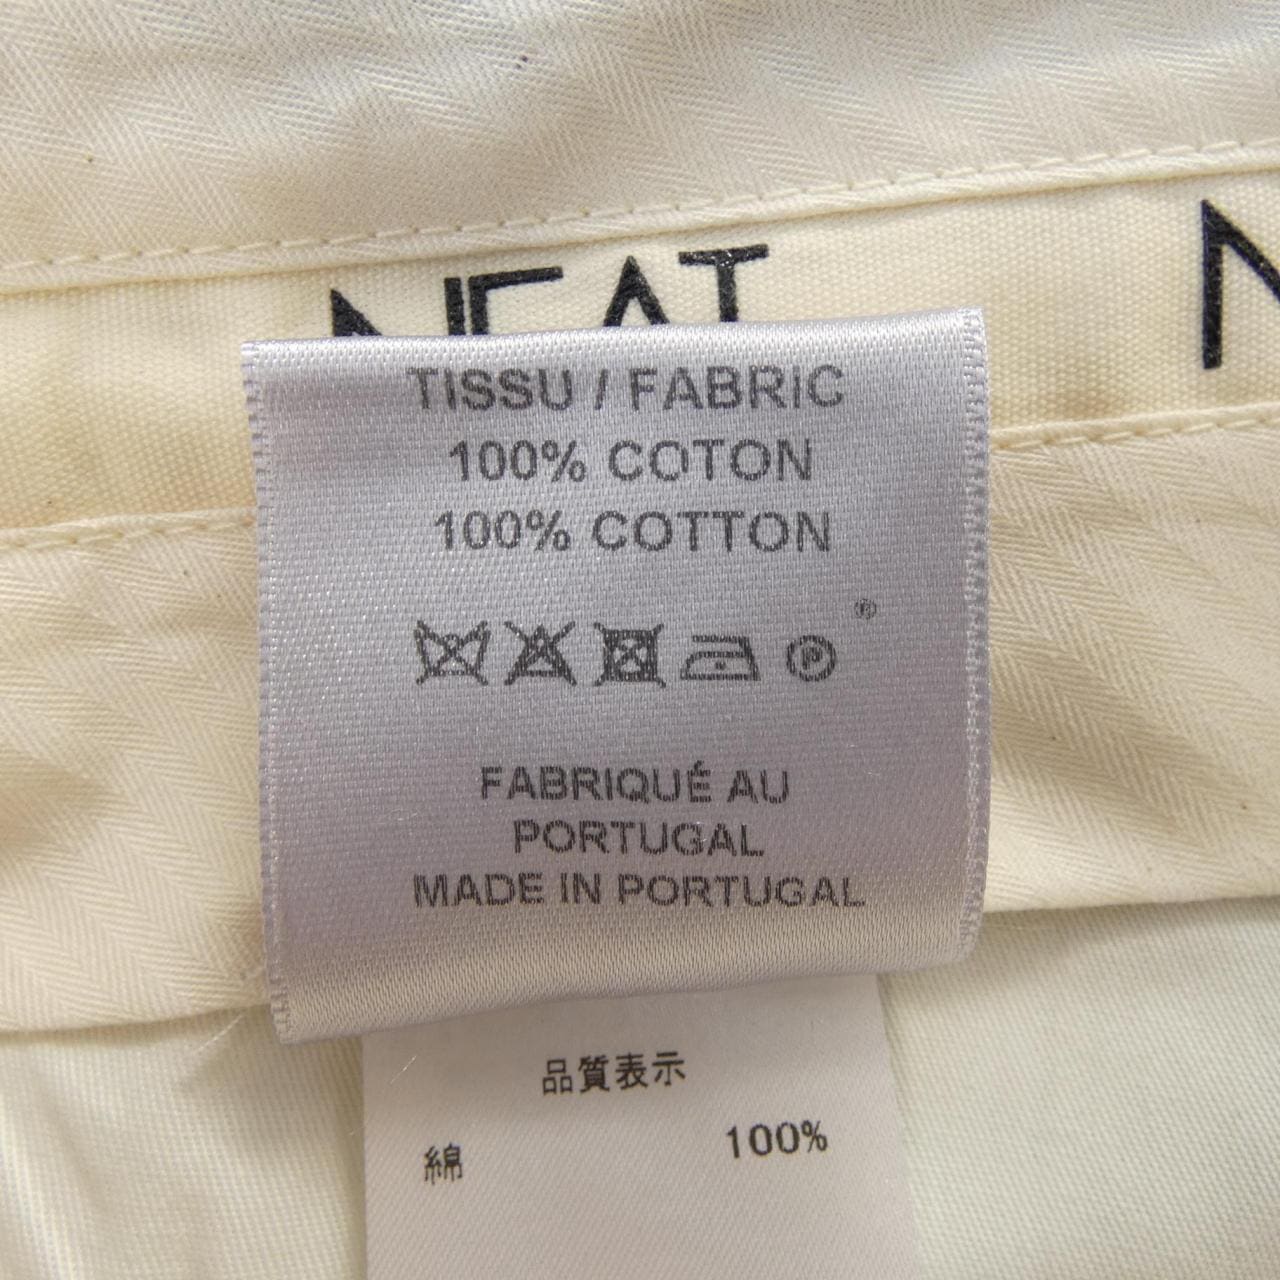 NEAT
N
TISSU / FABRIC
100% COTON
100% COTTON
®
P
FABRIQUÉ AU
PORTUGAL
MADE IN PORTUGAL
品質表示
綿 100%